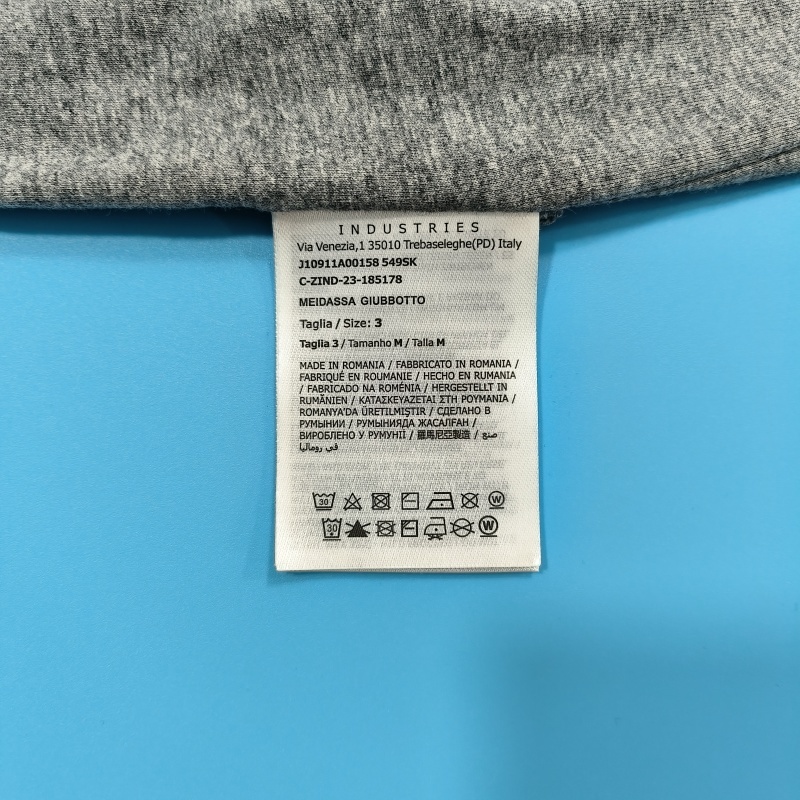 INDUSTRIES
Via Venezia,1 35010 Trebaseleghe(PD) Italy
J10911A00158 549SK
C-ZIND-23-185178
MEIDASSA GIUBBOTTO
Taglia / Size: 3
Taglia 3 / Tamanho M / Talla M
MADE IN ROMANIA / FABBRICATO IN ROMANIA /
FABRIQUÉ EN ROUMANIE / HECHO EN RUMANIA
/ FABRICADO NA ROMÉNIA / HERGESTELLT IN
RUMÄNIEN / ΚΑΤΑΣΚΕΥΑΖΕΤΑΙ ΣΤΗ ΡΟΥΜΑΝΙΑ /
ROMANYA'DA ÜRETILMIŞTIR / СДЕЛАНО В
РУМЫНИИ / РУМЫНИЯДА ЖАСАЛҒАН /
ВИРОБЛЕНО У РУМУНІЇ / 羅馬尼亞製造 / صنع
في رومانيا
30 W
30 W